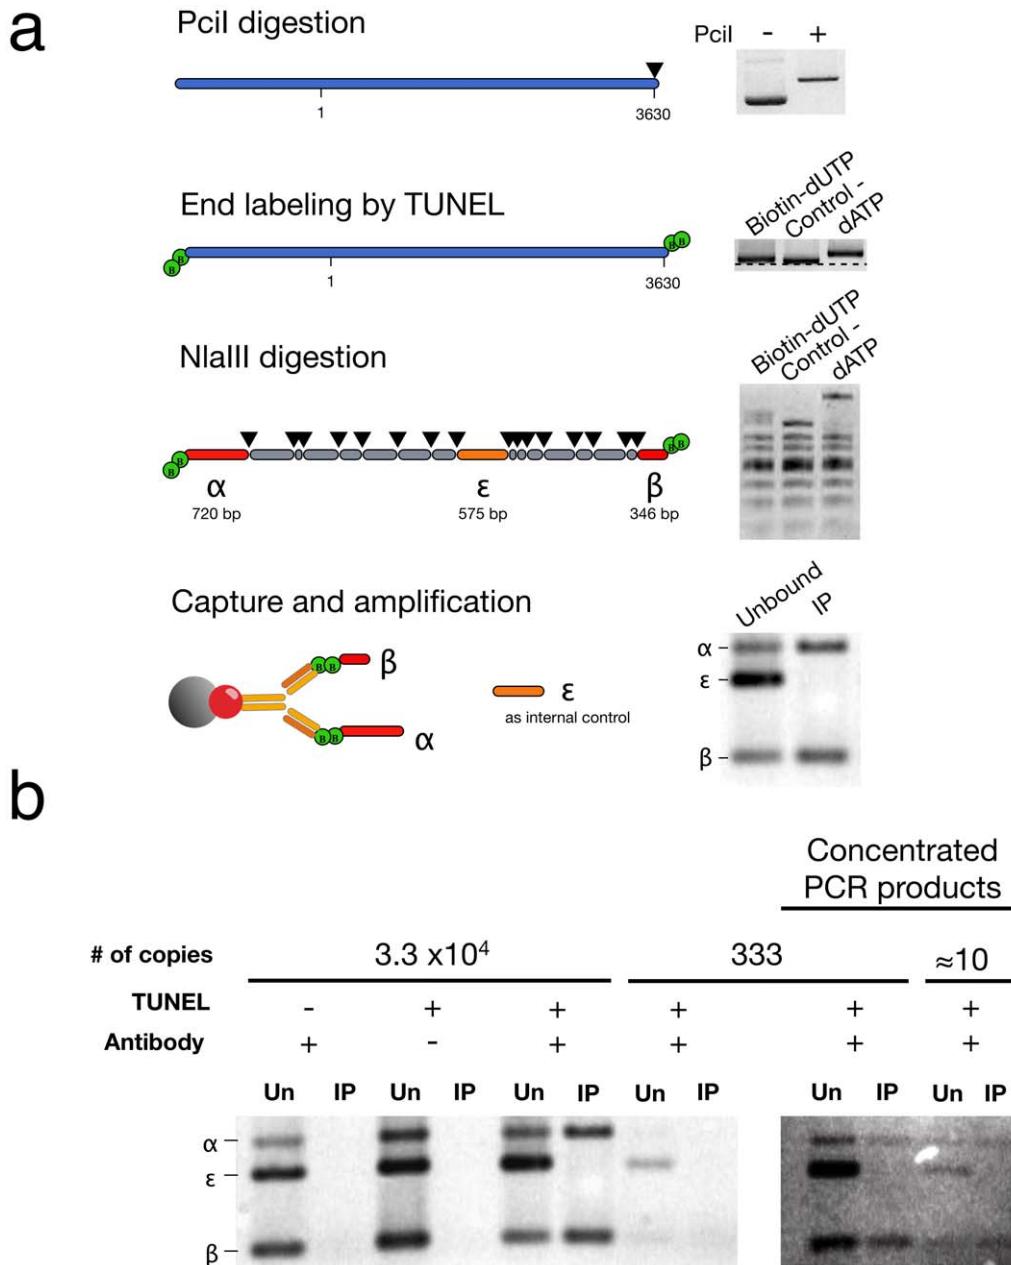 a
PciI digestion
PciI - +
1 3630
End labeling by TUNEL
Biotin-dUTP
Control -
dATP
B B B B
1 3630
NlaIII digestion
Biotin-dUTP
Control -
dATP
B B B B
α ε β
720 bp 575 bp 346 bp
Capture and amplification
Unbound
IP
B B β
ε
as internal control
B B α
α
ε
β
b
Concentrated
PCR products
# of copies 3.3 x10⁴ 333 ≈10
TUNEL - + + + + +
Antibody + - + + + +
Un IP Un IP Un IP Un IP Un IP Un IP
α
ε
β